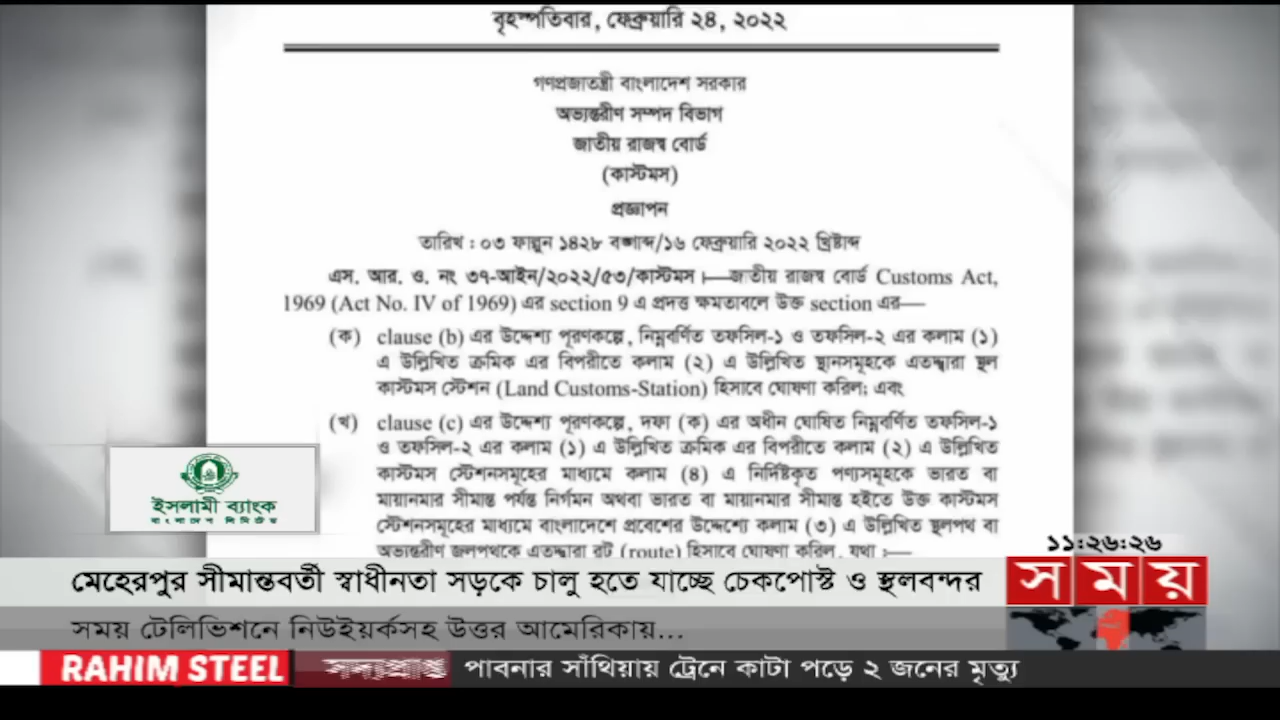 বৃহস্পতিবার, ফেব্রুয়ারি ২৪, ২০২২
গণপ্রজাতন্ত্রী বাংলাদেশ সরকার
অভ্যন্তরীণ সম্পদ বিভাগ
জাতীয় রাজস্ব বোর্ড
(কাস্টমস)
প্রজ্ঞাপন
তারিখ : ০৩ ফাল্গুন ১৪২৮ বঙ্গাব্দ/১৬ ফেব্রুয়ারি ২০২২ খ্রিষ্টাব্দ
এস. আর. ও. নং ৩৭-আইন/২০২২/৫৩/কাস্টমস ।—জাতীয় রাজস্ব বোর্ড Customs Act,
1969 (Act No. IV of 1969) এর section 9 এ প্রদত্ত ক্ষমতাবলে উক্ত section এর—
(ক) clause (b) এর উদ্দেশ্য পূরণকল্পে, নিম্নবর্ণিত তফসিল-১ ও তফসিল-২ এর কলাম (১)
এ উল্লিখিত ক্রমিক এর বিপরীতে কলাম (২) এ উল্লিখিত স্থানসমূহকে এতদ্দ্বারা স্থল
কাস্টমস স্টেশন (Land Customs-Station) হিসাবে ঘোষণা করিল; এবং
(খ) clause (c) এর উদ্দেশ্য পূরণকল্পে, দফা (ক) এর অধীন ঘোষিত নিম্নবর্ণিত তফসিল-১
ও তফসিল-২ এর কলাম (১) এ উল্লিখিত ক্রমিক এর বিপরীতে কলাম (২) এ উল্লিখিত
কাস্টমস স্টেশনসমূহের মাধ্যমে কলাম (৪) এ নির্দিষ্টকৃত পণ্যসমূহকে ভারত বা
মায়ানমার সীমান্ত পর্যন্ত নির্গমন অথবা ভারত বা মায়ানমার সীমান্ত হইতে উক্ত কাস্টমস
স্টেশনসমূহের মাধ্যমে বাংলাদেশে প্রবেশের উদ্দেশ্যে কলাম (৩) এ উল্লিখিত স্থলপথ বা
অভ্যন্তরীণ জলপথকে এতদ্দ্বারা রুট (route) হিসাবে ঘোষণা করিল, যথা :—
ইসলামী ব্যাংক
বাংলাদেশ লিমিটেড
১১:২৬:২৬
মেহেরপুর সীমান্তবর্তী স্বাধীনতা সড়কে চালু হতে যাচ্ছে চেকপোস্ট ও স্থলবন্দর
সময়
সময় টেলিভিশনে নিউইয়র্কসহ উত্তর আমেরিকায়...
RAHIM STEEL সদ্যপ্রাপ্ত পাবনার সাঁথিয়ায় ট্রেনে কাটা পড়ে ২ জনের মৃত্যু